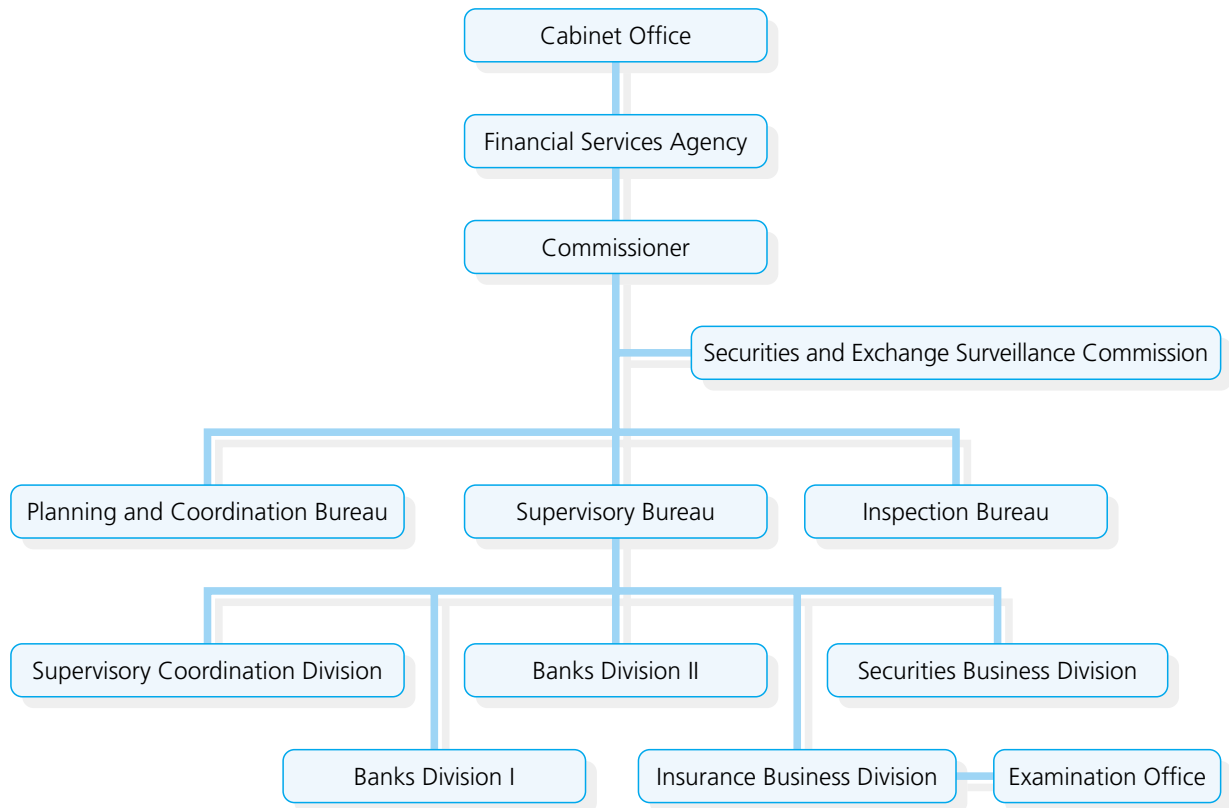 Cabinet Office
Financial Services Agency
Commissioner
Securities and Exchange Surveillance Commission
Planning and Coordination Bureau
Supervisory Bureau
Inspection Bureau
Supervisory Coordination Division
Banks Division II
Securities Business Division
Banks Division I
Insurance Business Division
Examination Office